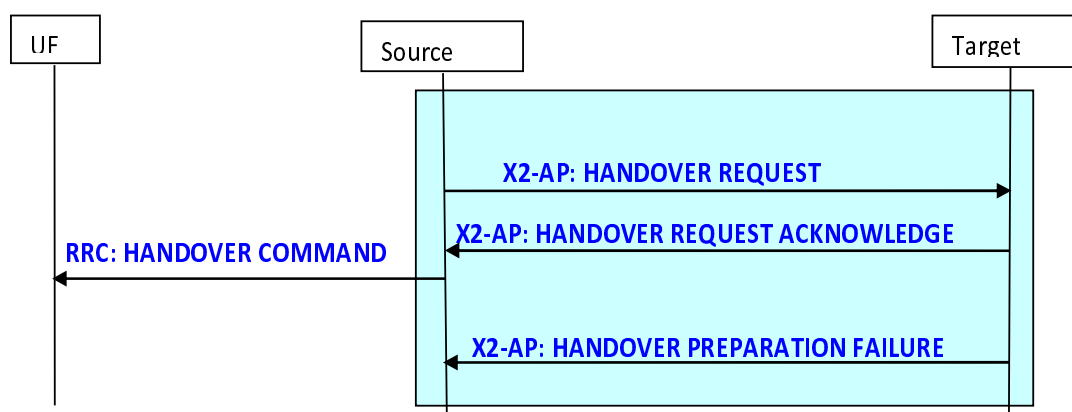 UE
Source
Target
X2-AP: HANDOVER REQUEST
X2-AP: HANDOVER REQUEST ACKNOWLEDGE
RRC: HANDOVER COMMAND
X2-AP: HANDOVER PREPARATION FAILURE